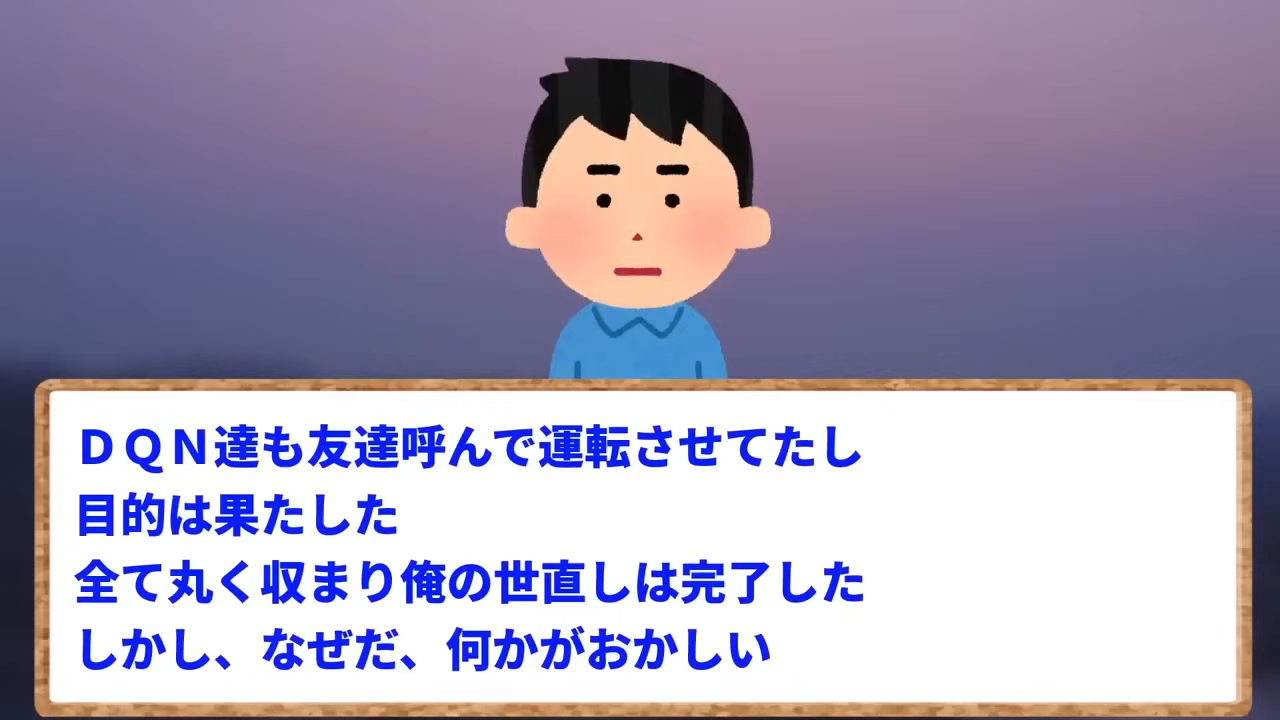 ＤＱＮ達も友達呼んで運転させてたし
目的は果たした
全て丸く収まり俺の世直しは完了した
しかし、なぜだ、何かがおかしい